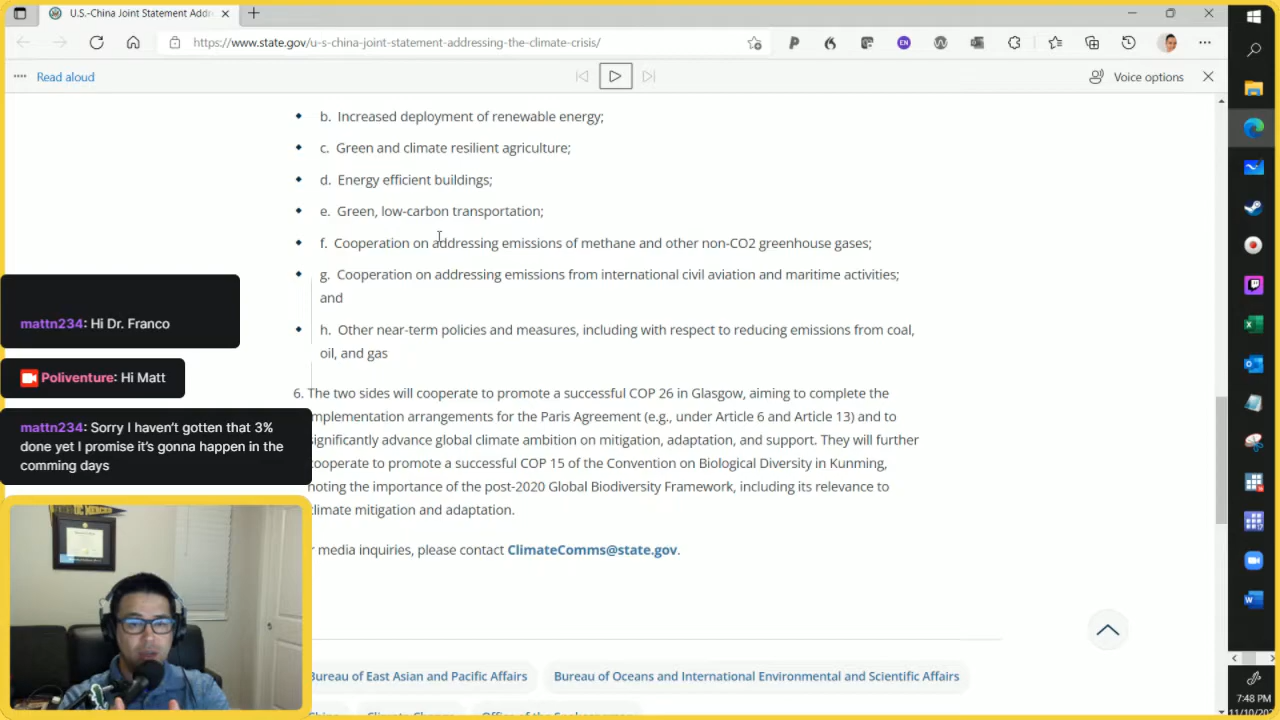 U.S.-China Joint Statement Addr
https://www.state.gov/u-s-china-joint-statement-addressing-the-climate-crisis/
EN
Read aloud
Voice options
b. Increased deployment of renewable energy;
c. Green and climate resilient agriculture;
d. Energy efficient buildings;
e. Green, low-carbon transportation;
f. Cooperation on addressing emissions of methane and other non-CO2 greenhouse gases;
g. Cooperation on addressing emissions from international civil aviation and maritime activities;
and
h. Other near-term policies and measures, including with respect to reducing emissions from coal,
oil, and gas
6. The two sides will cooperate to promote a successful COP 26 in Glasgow, aiming to complete the
mplementation arrangements for the Paris Agreement (e.g., under Article 6 and Article 13) and to
significantly advance global climate ambition on mitigation, adaptation, and support. They will further
cooperate to promote a successful COP 15 of the Convention on Biological Diversity in Kunming,
noting the importance of the post-2020 Global Biodiversity Framework, including its relevance to
climate mitigation and adaptation.
r media inquiries, please contact ClimateComms@state.gov.
Bureau of East Asian and Pacific Affairs
Bureau of Oceans and International Environmental and Scientific Affairs
mattn234: Hi Dr. Franco
Poliventure: Hi Matt
mattn234: Sorry I haven't gotten that 3%
done yet I promise it's gonna happen in the
comming days
7:48 PM
11/10/20